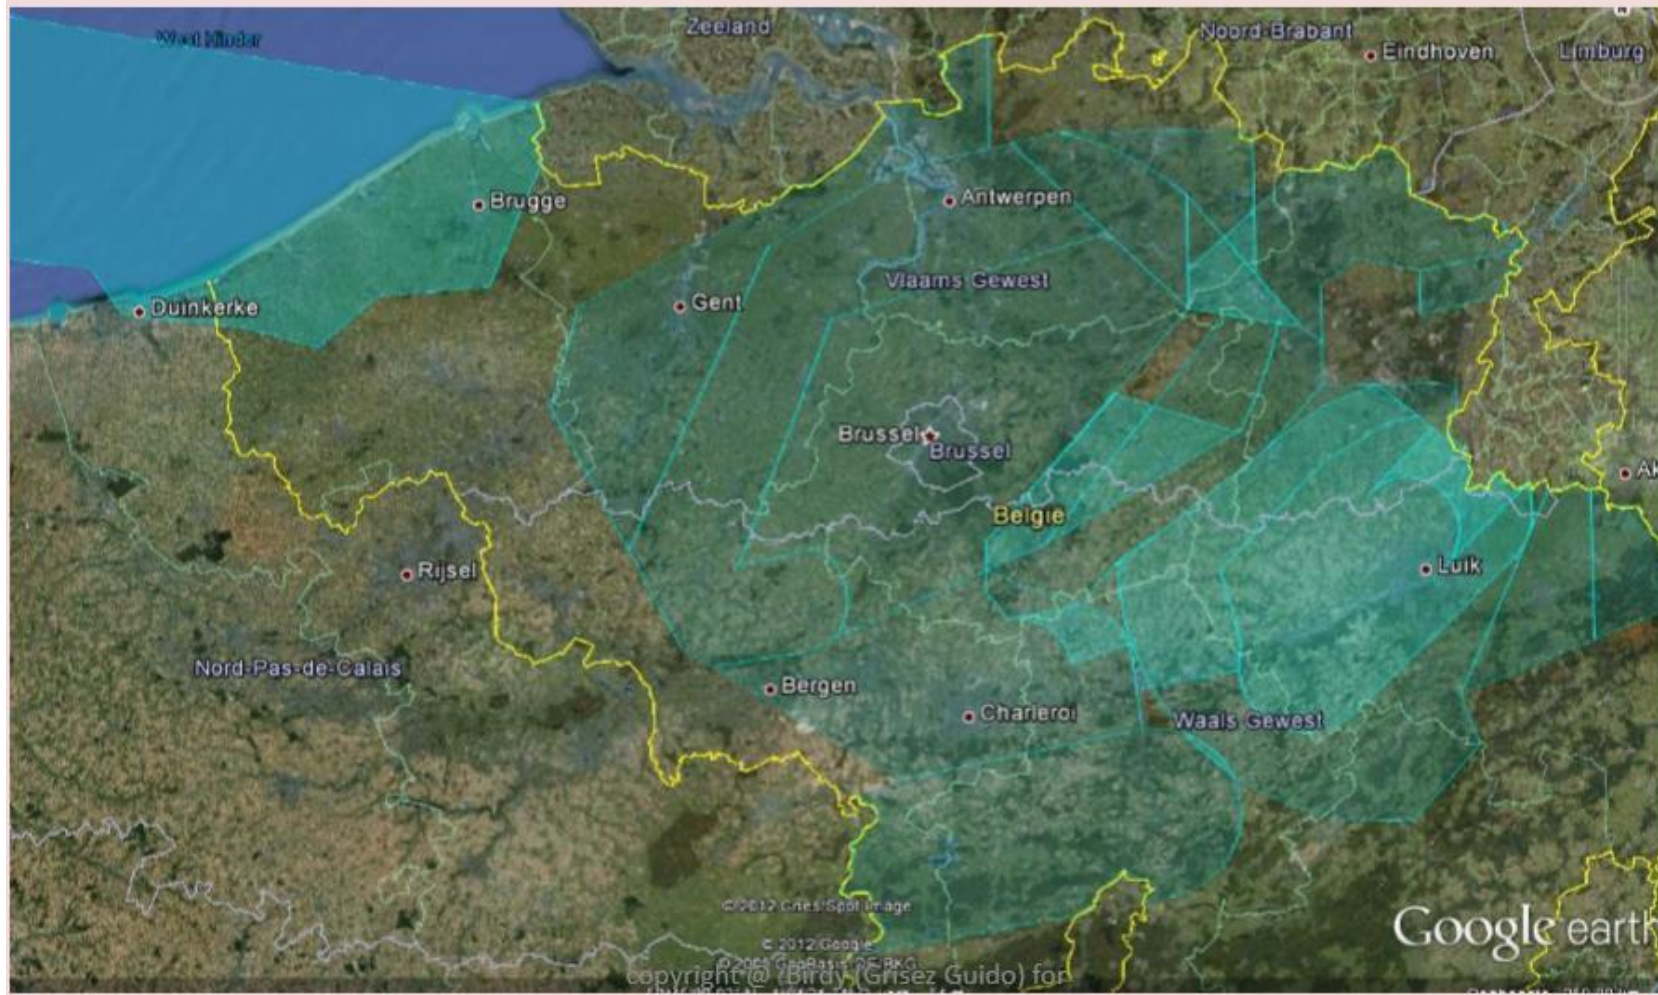 West Hinder
Zeeland
Noord-Brabant
Eindhoven
Limburg
Brugge
Antwerpen
Duinkerke
Gent
Vlaams Gewest
Brussel
Brussel
België
Ak
Rijsel
Luik
Nord-Pas-de-Calais
Bergen
Charleroi
Waals Gewest
© 2012 Cnes/Spot Image
© 2012 Google
Google earth
copyright @ (Birdy (Grisez Guido) for